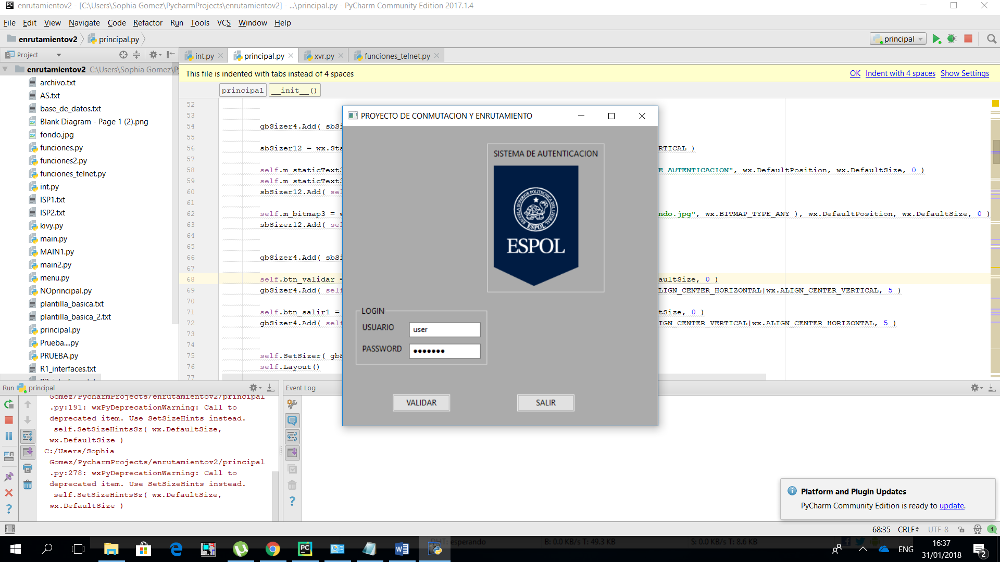 enrutamientov2 - [C:\Users\Sophia Gomez\PycharmProjects\enrutamientov2] - ...\principal.py - PyCharm Community Edition 2017.1.4
File Edit View Navigate Code Refactor Run Tools VCS Window Help
enrutamientov2 principal.py principal
Project int.py principal.py xvr.py funciones_telnet.py
enrutamientov2 C:\Users\Sophia Gomez\P
This file is indented with tabs instead of 4 spaces OK Indent with 4 spaces Show Settings
principal __init__()
archivo.txt
AS.txt
base_de_datos.txt
Blank Diagram - Page 1 (2).png
fondo.jpg
funciones.py
funciones2.py
funciones_telnet.py
int.py
ISP1.txt
ISP2.txt
kivy.py
main.py
MAIN1.py
main2.py
menu.py
NOprincipal.py
plantilla_basica.txt
plantilla_basica_2.txt
principal.py
Prueba....py
PRUEBA.py
R1_interfaces.txt
52
53
54 gbSizer4.Add( sbSi
55
56 sbSizer12 = wx.Sta RTICAL )
57
58 self.m_staticText3 E AUTENTICACION", wx.DefaultPosition, wx.DefaultSize, 0 )
59 self.m_staticText3
60 sbSizer12.Add( sel
61
62 self.m_bitmap3 = w ndo.jpg", wx.BITMAP_TYPE_ANY ), wx.DefaultPosition, wx.DefaultSize, 0 )
63 sbSizer12.Add( sel
64
65
66 gbSizer4.Add( sbSi
67
68 self.btn_validar = aultSize, 0 )
69 gbSizer4.Add( self LIGN_CENTER_HORIZONTAL|wx.ALIGN_CENTER_VERTICAL, 5 )
70
71 self.btn_salir1 = tSize, 0 )
72 gbSizer4.Add( self IGN_CENTER_VERTICAL|wx.ALIGN_CENTER_HORIZONTAL, 5 )
73
74
75 self.SetSizer( gbS
76 self.Layout()
77
PROYECTO DE CONMUTACION Y ENRUTAMIENTO
SISTEMA DE AUTENTICACION
ESCUELA SUPERIOR POLITECNICA DEL LITORAL
ESPOL
ESPOL
LOGIN
USUARIO user
PASSWORD •••••••
VALIDAR SALIR
Run principal
Gomez/PycharmProjects/enrutamientov2/principal
.py:191: wxPyDeprecationWarning: Call to
deprecated item. Use SetSizeHints instead.
self.SetSizeHintsSz( wx.DefaultSize,
wx.DefaultSize )
C:/Users/Sophia
Gomez/PycharmProjects/enrutamientov2/principal
.py:278: wxPyDeprecationWarning: Call to
deprecated item. Use SetSizeHints instead.
self.SetSizeHintsSz( wx.DefaultSize,
wx.DefaultSize )
Event Log
Platform and Plugin Updates
PyCharm Community Edition is ready to update.
68:35 CRLF UTF-8 1
esperando B: 0.0 KB/s T: 49.3 KB S: 0.0 KB/s T: 8.6 KB
ENG
16:37
31/01/2018
2